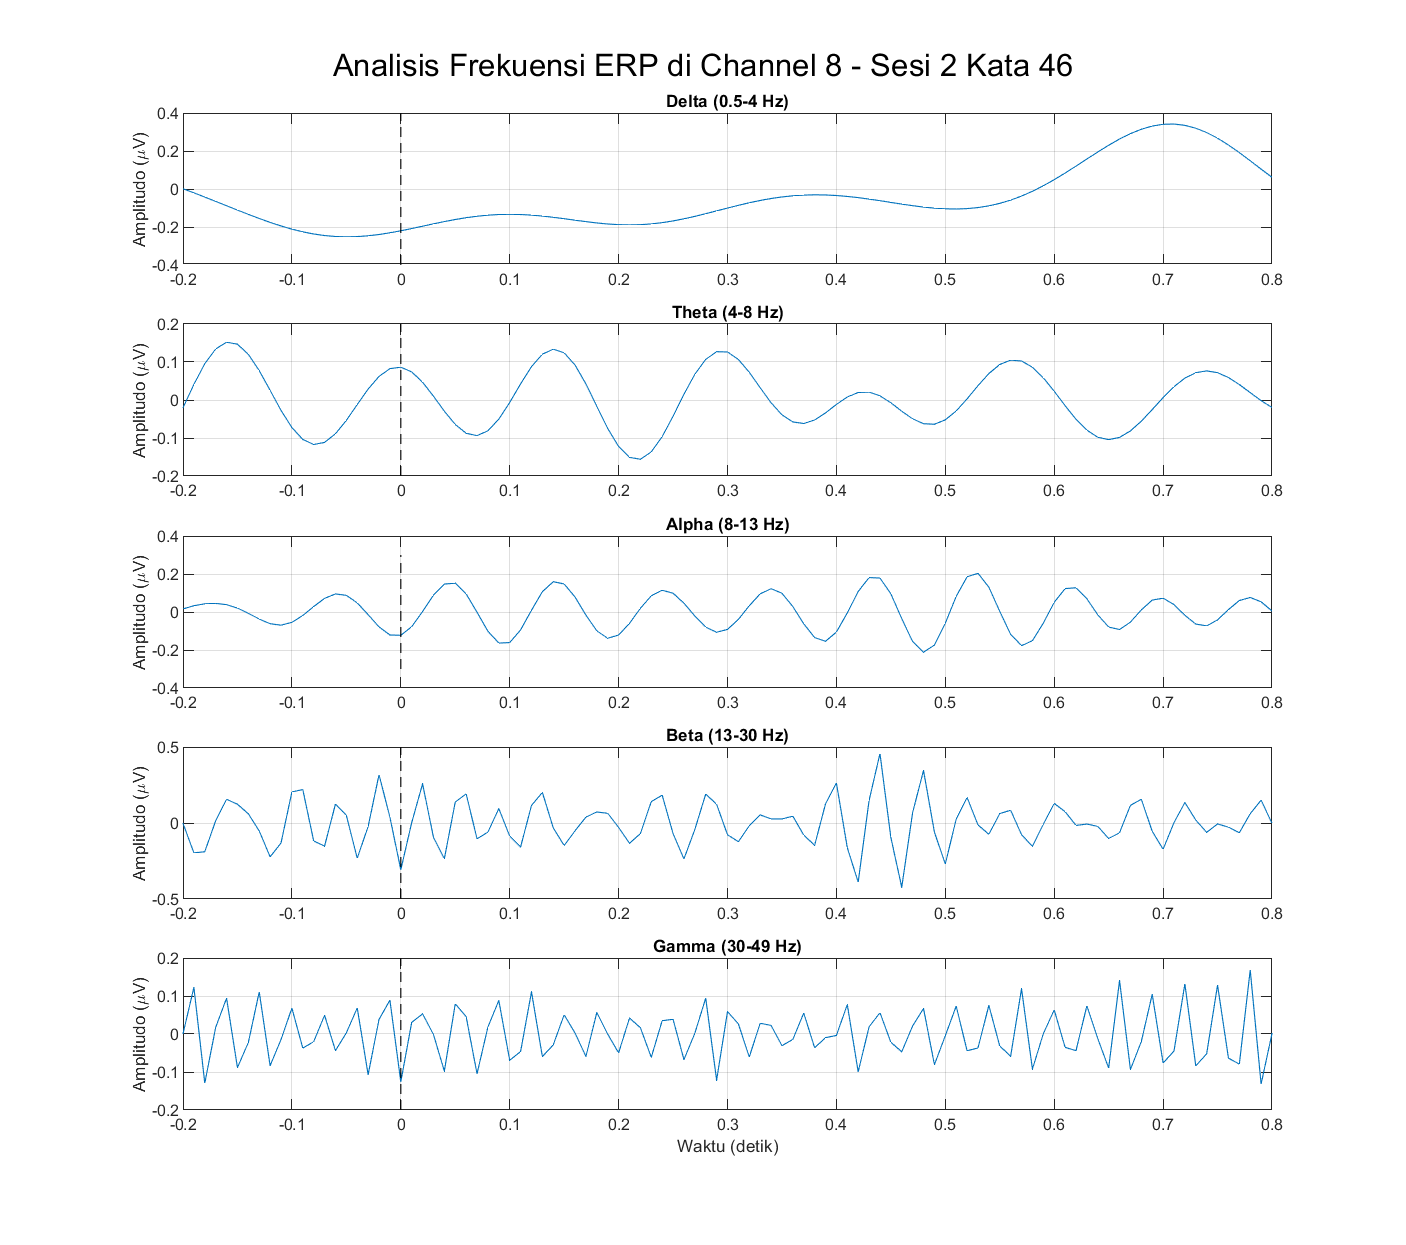 Analisis Frekuensi ERP di Channel 8 - Sesi 2 Kata 46
Delta (0.5-4 Hz)
Amplitudo (μV)
0.4
0.2
0
-0.2
-0.4
-0.2 -0.1 0 0.1 0.2 0.3 0.4 0.5 0.6 0.7 0.8
Theta (4-8 Hz)
Amplitudo (μV)
0.2
0.1
0
-0.1
-0.2
-0.2 -0.1 0 0.1 0.2 0.3 0.4 0.5 0.6 0.7 0.8
Alpha (8-13 Hz)
Amplitudo (μV)
0.4
0.2
0
-0.2
-0.4
-0.2 -0.1 0 0.1 0.2 0.3 0.4 0.5 0.6 0.7 0.8
Beta (13-30 Hz)
Amplitudo (μV)
0.5
0
-0.5
-0.2 -0.1 0 0.1 0.2 0.3 0.4 0.5 0.6 0.7 0.8
Gamma (30-49 Hz)
Amplitudo (μV)
0.2
0.1
0
-0.1
-0.2
-0.2 -0.1 0 0.1 0.2 0.3 0.4 0.5 0.6 0.7 0.8
Waktu (detik)